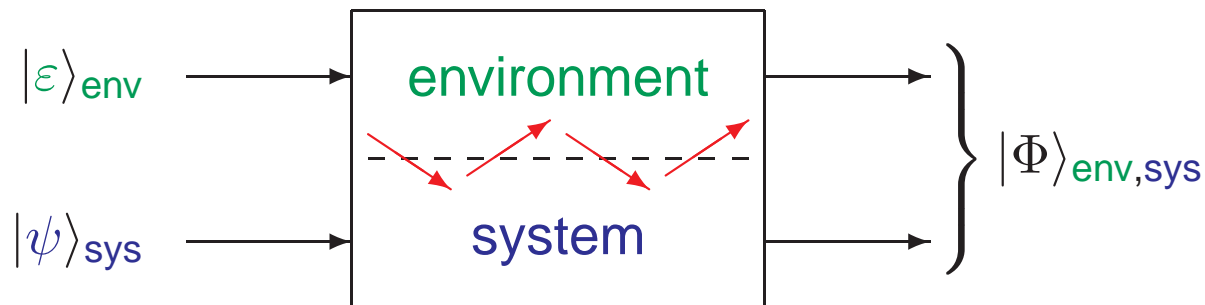 |ε⟩env
environment
|Φ⟩env,sys
|ψ⟩sys
system